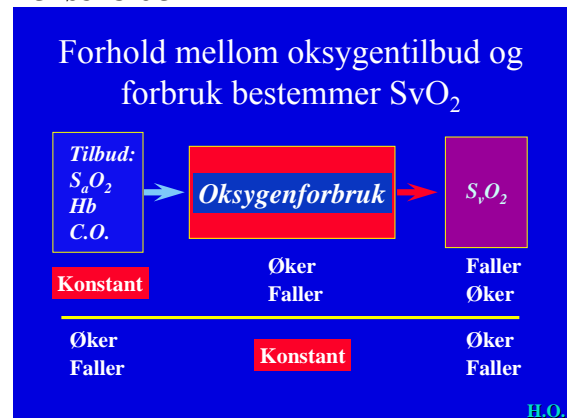 Forhold mellom oksygentilbud og
forbruk bestemmer SvO₂
Tilbud:
SaO₂
Hb
C.O.
Oksygenforbruk
SvO₂
Konstant
Øker
Faller
Faller
Øker
Øker
Faller
Konstant
Øker
Faller
H.O.